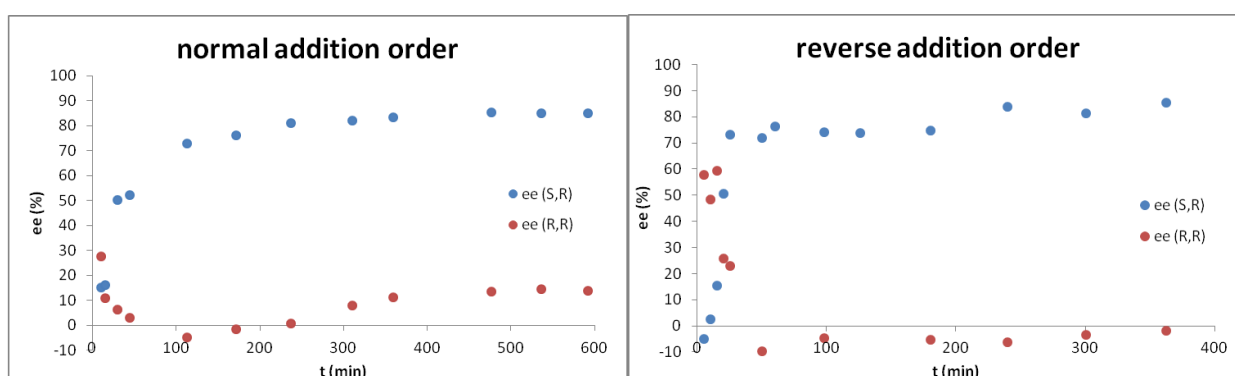 normal addition order
100
90
80
70
60
50
40
30
20
10
0
-10
ee (%)
0 100 200 300 400 500 600
t (min)
ee (S,R)
ee (R,R)
reverse addition order
100
90
80
70
60
50
40
30
20
10
0
-10
ee (%)
0 100 200 300 400
t (min)
ee (S,R)
ee (R,R)